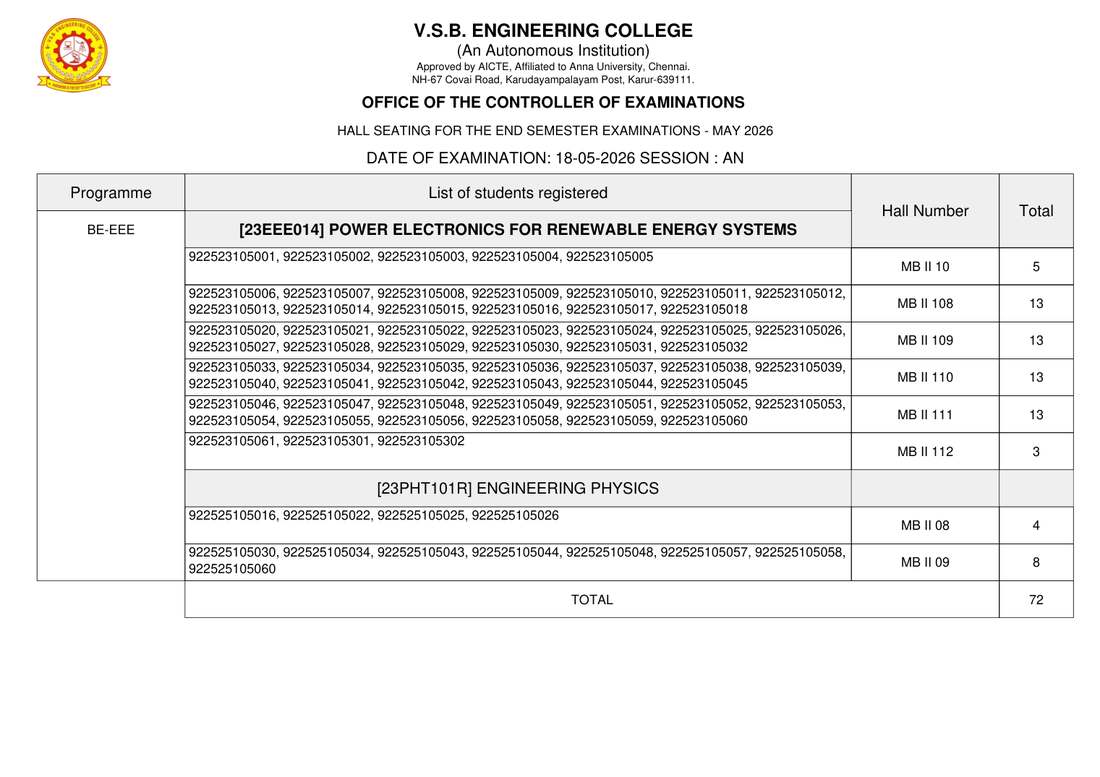 V.S.B. ENGINEERING COLLEGE
(An Autonomous Institution)
Approved by AICTE, Affiliated to Anna University, Chennai.
NH-67 Covai Road, Karudayampalayam Post, Karur-639111.
OFFICE OF THE CONTROLLER OF EXAMINATIONS
HALL SEATING FOR THE END SEMESTER EXAMINATIONS - MAY 2026
DATE OF EXAMINATION: 18-05-2026 SESSION : AN
Programme
List of students registered
Hall Number
Total
BE-EEE
[23EEE014] POWER ELECTRONICS FOR RENEWABLE ENERGY SYSTEMS
922523105001, 922523105002, 922523105003, 922523105004, 922523105005
MB II 10
5
922523105006, 922523105007, 922523105008, 922523105009, 922523105010, 922523105011, 922523105012,
922523105013, 922523105014, 922523105015, 922523105016, 922523105017, 922523105018
MB II 108
13
922523105020, 922523105021, 922523105022, 922523105023, 922523105024, 922523105025, 922523105026,
922523105027, 922523105028, 922523105029, 922523105030, 922523105031, 922523105032
MB II 109
13
922523105033, 922523105034, 922523105035, 922523105036, 922523105037, 922523105038, 922523105039,
922523105040, 922523105041, 922523105042, 922523105043, 922523105044, 922523105045
MB II 110
13
922523105046, 922523105047, 922523105048, 922523105049, 922523105051, 922523105052, 922523105053,
922523105054, 922523105055, 922523105056, 922523105058, 922523105059, 922523105060
MB II 111
13
922523105061, 922523105301, 922523105302
MB II 112
3
[23PHT101R] ENGINEERING PHYSICS
922525105016, 922525105022, 922525105025, 922525105026
MB II 08
4
922525105030, 922525105034, 922525105043, 922525105044, 922525105048, 922525105057, 922525105058,
922525105060
MB II 09
8
TOTAL
72